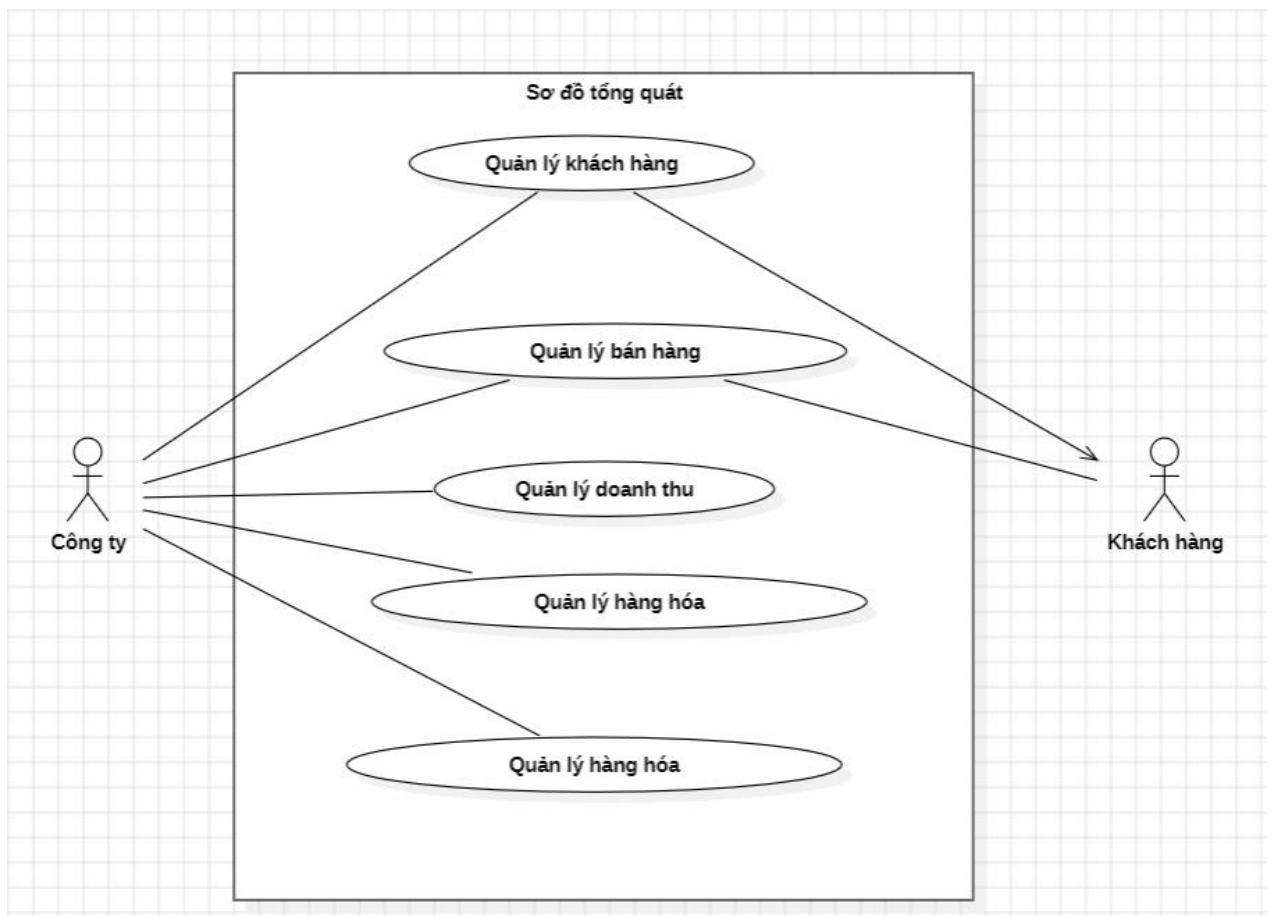 Sơ đồ tổng quát
Quản lý khách hàng
Quản lý bán hàng
Quản lý doanh thu
Công ty
Khách hàng
Quản lý hàng hóa
Quản lý hàng hóa